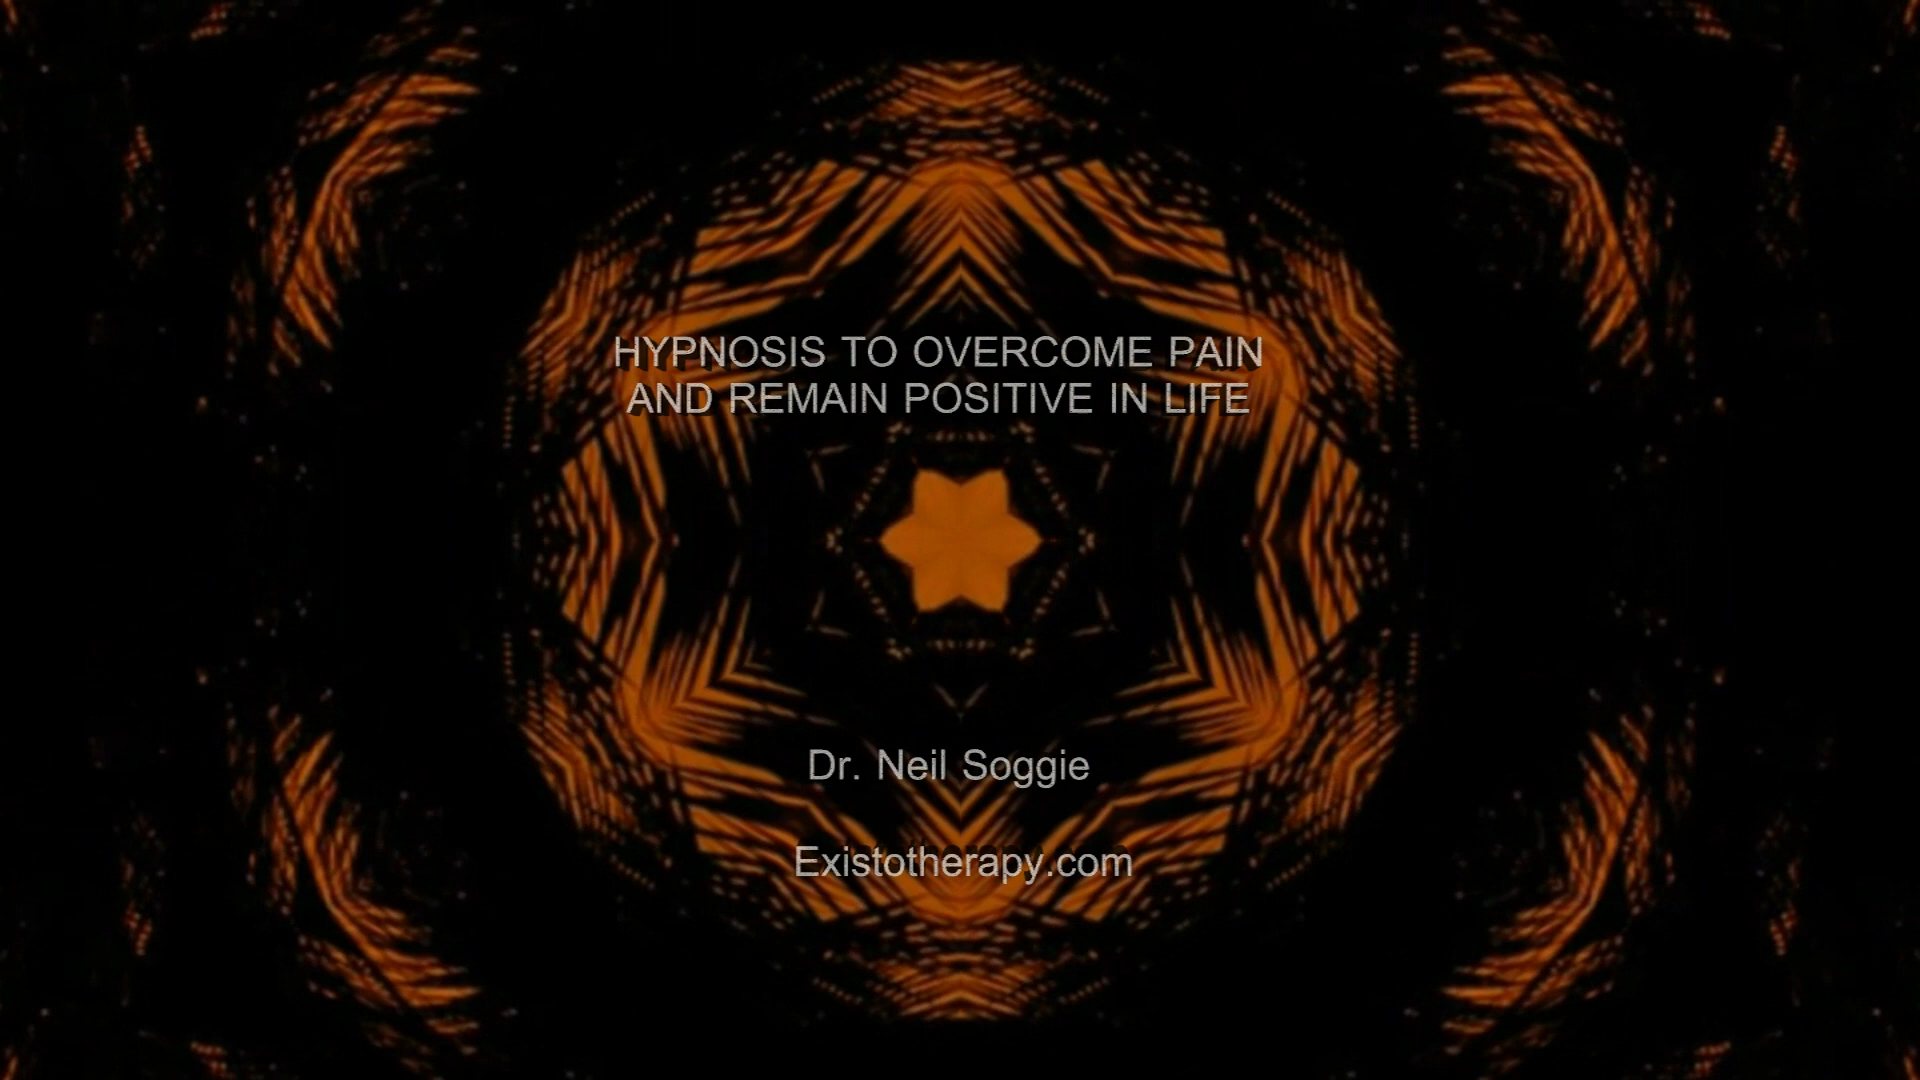 HYPNOSIS TO OVERCOME PAIN
AND REMAIN POSITIVE IN LIFE
Dr. Neil Soggie
Existotherapy.com